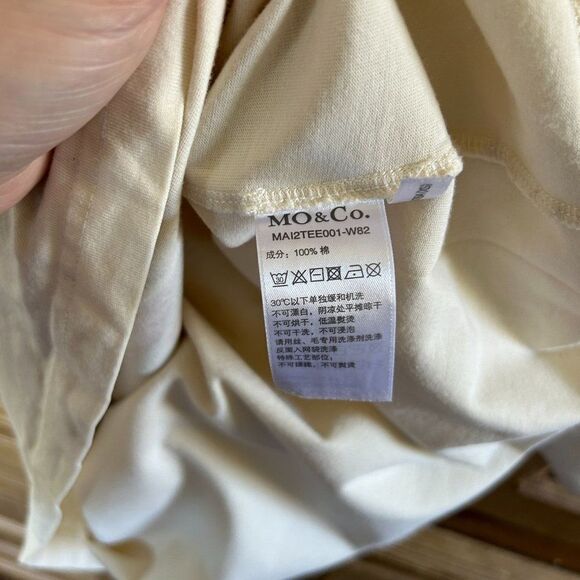 MO&Co.
MAI2TEE001-W82
成分：100% 棉
30℃以下单独缓和机洗
不可漂白，阴凉处平摊晾干
不可烘干，低温熨烫
不可干洗，不可浸泡
请用丝、毛专用洗涤剂洗涤
反面入网袋洗涤
特殊工艺部位：
不可搓揉，不可熨烫